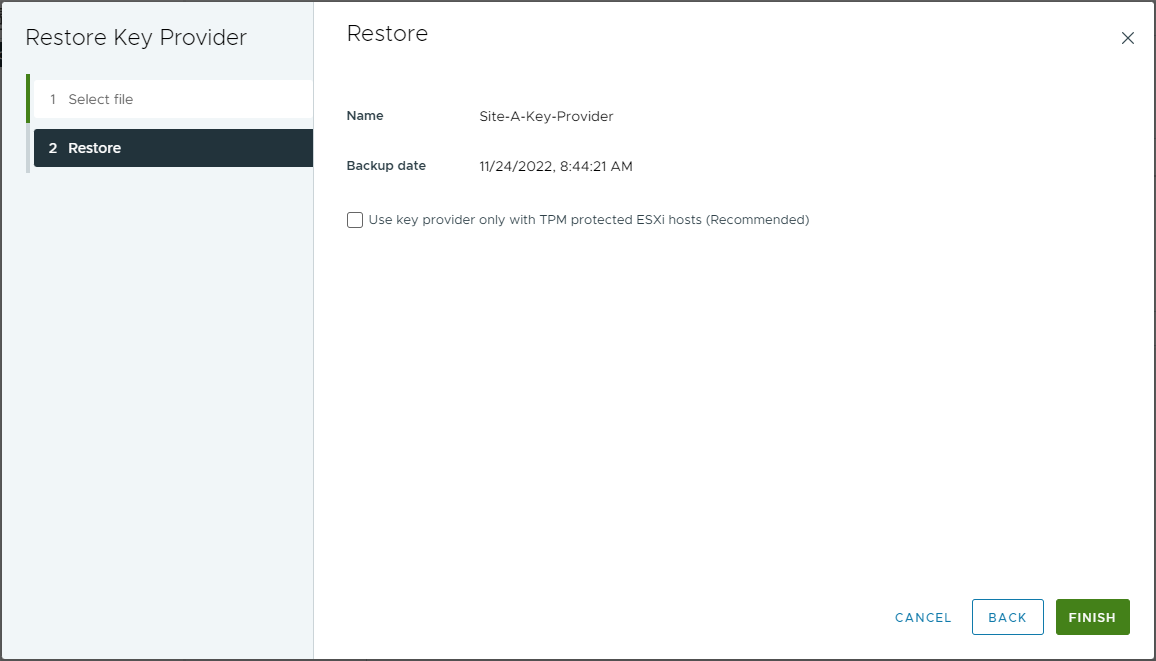 Restore Key Provider
1 Select file
2 Restore
Restore
Name Site-A-Key-Provider
Backup date 11/24/2022, 8:44:21 AM
Use key provider only with TPM protected ESXi hosts (Recommended)
CANCEL BACK FINISH